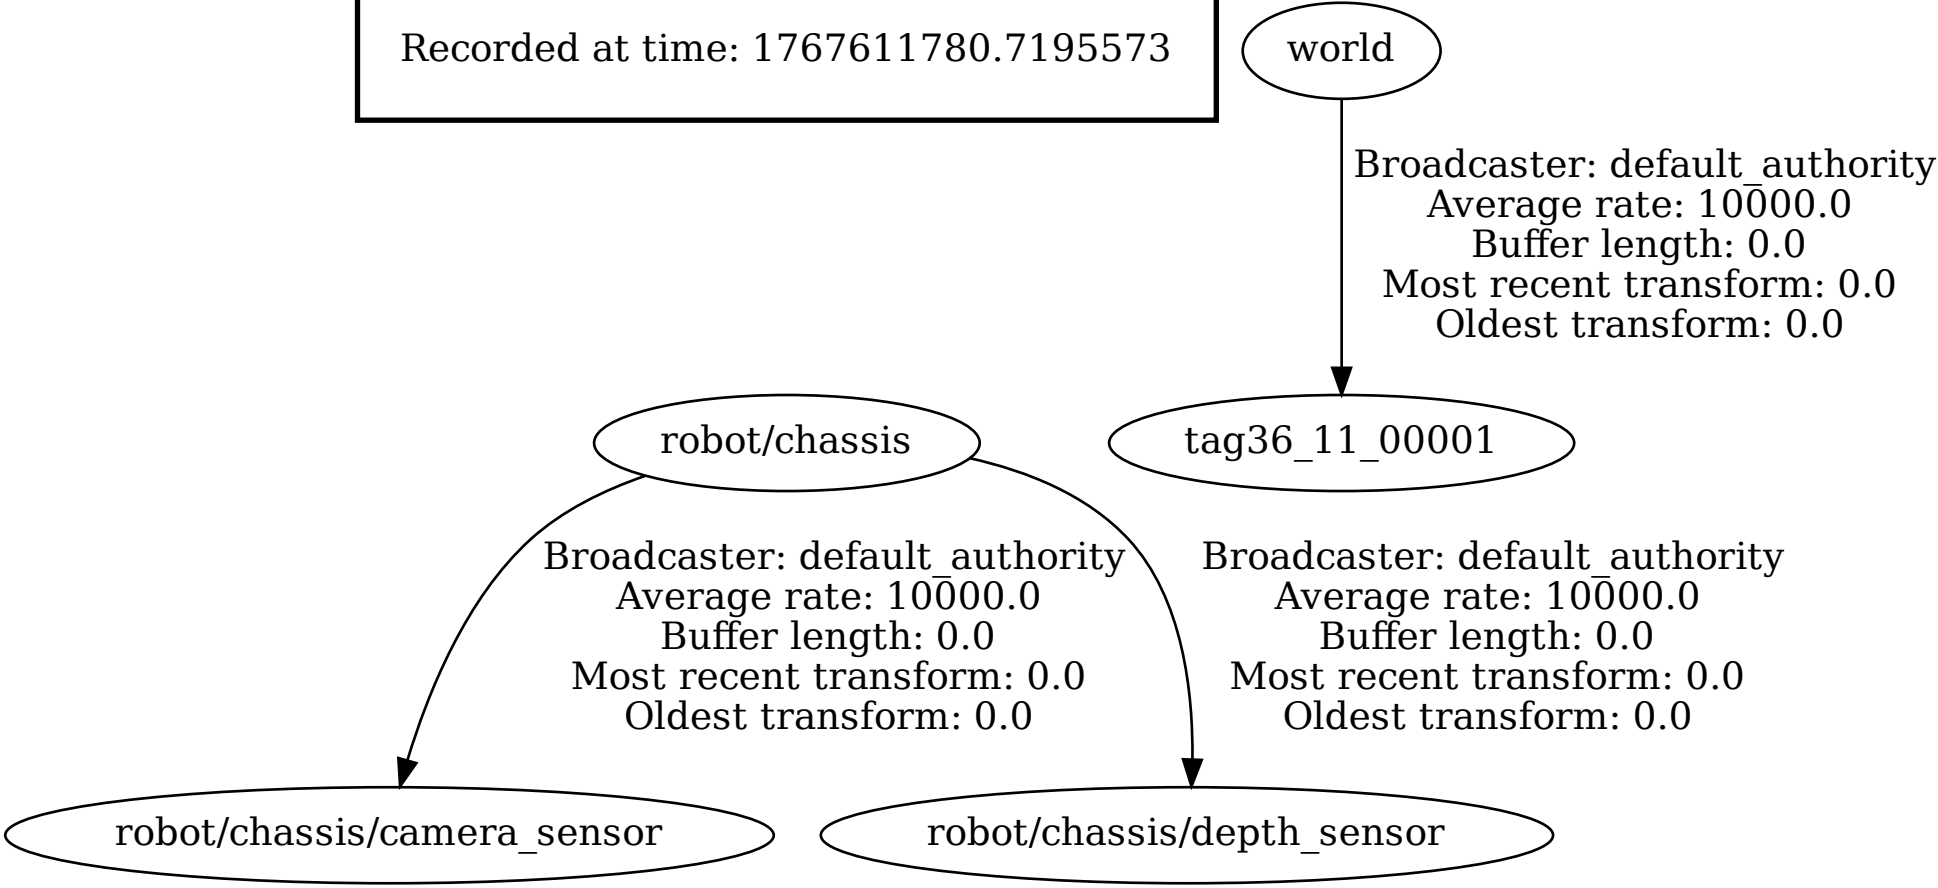 Recorded at time: 1767611780.7195573
world
Broadcaster: default_authority
Average rate: 10000.0
Buffer length: 0.0
Most recent transform: 0.0
Oldest transform: 0.0
robot/chassis
tag36_11_00001
Broadcaster: default_authority
Average rate: 10000.0
Buffer length: 0.0
Most recent transform: 0.0
Oldest transform: 0.0
Broadcaster: default_authority
Average rate: 10000.0
Buffer length: 0.0
Most recent transform: 0.0
Oldest transform: 0.0
robot/chassis/camera_sensor
robot/chassis/depth_sensor